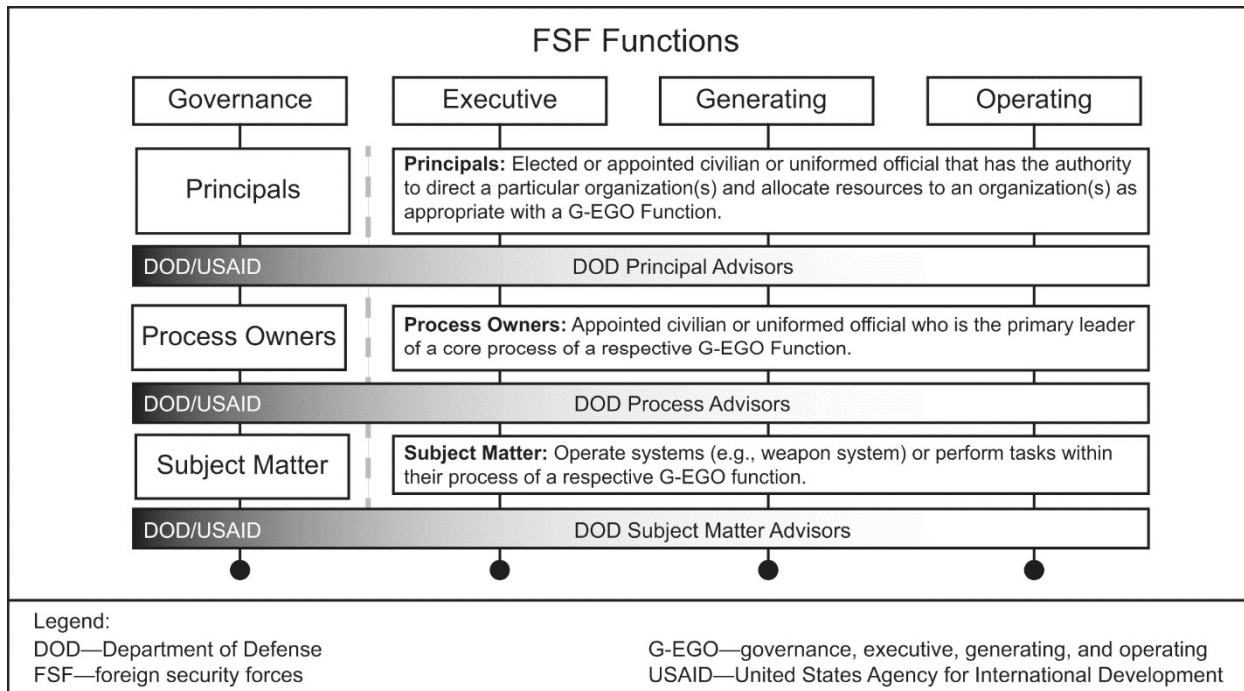 FSF Functions
Governance
Executive
Generating
Operating
Principals
Principals: Elected or appointed civilian or uniformed official that has the authority
to direct a particular organization(s) and allocate resources to an organization(s) as
appropriate with a G-EGO Function.
DOD/USAID
DOD Principal Advisors
Process Owners
Process Owners: Appointed civilian or uniformed official who is the primary leader
of a core process of a respective G-EGO Function.
DOD/USAID
DOD Process Advisors
Subject Matter
Subject Matter: Operate systems (e.g., weapon system) or perform tasks within
their process of a respective G-EGO function.
DOD/USAID
DOD Subject Matter Advisors
Legend:
DOD—Department of Defense
FSF—foreign security forces
G-EGO—governance, executive, generating, and operating
USAID—United States Agency for International Development